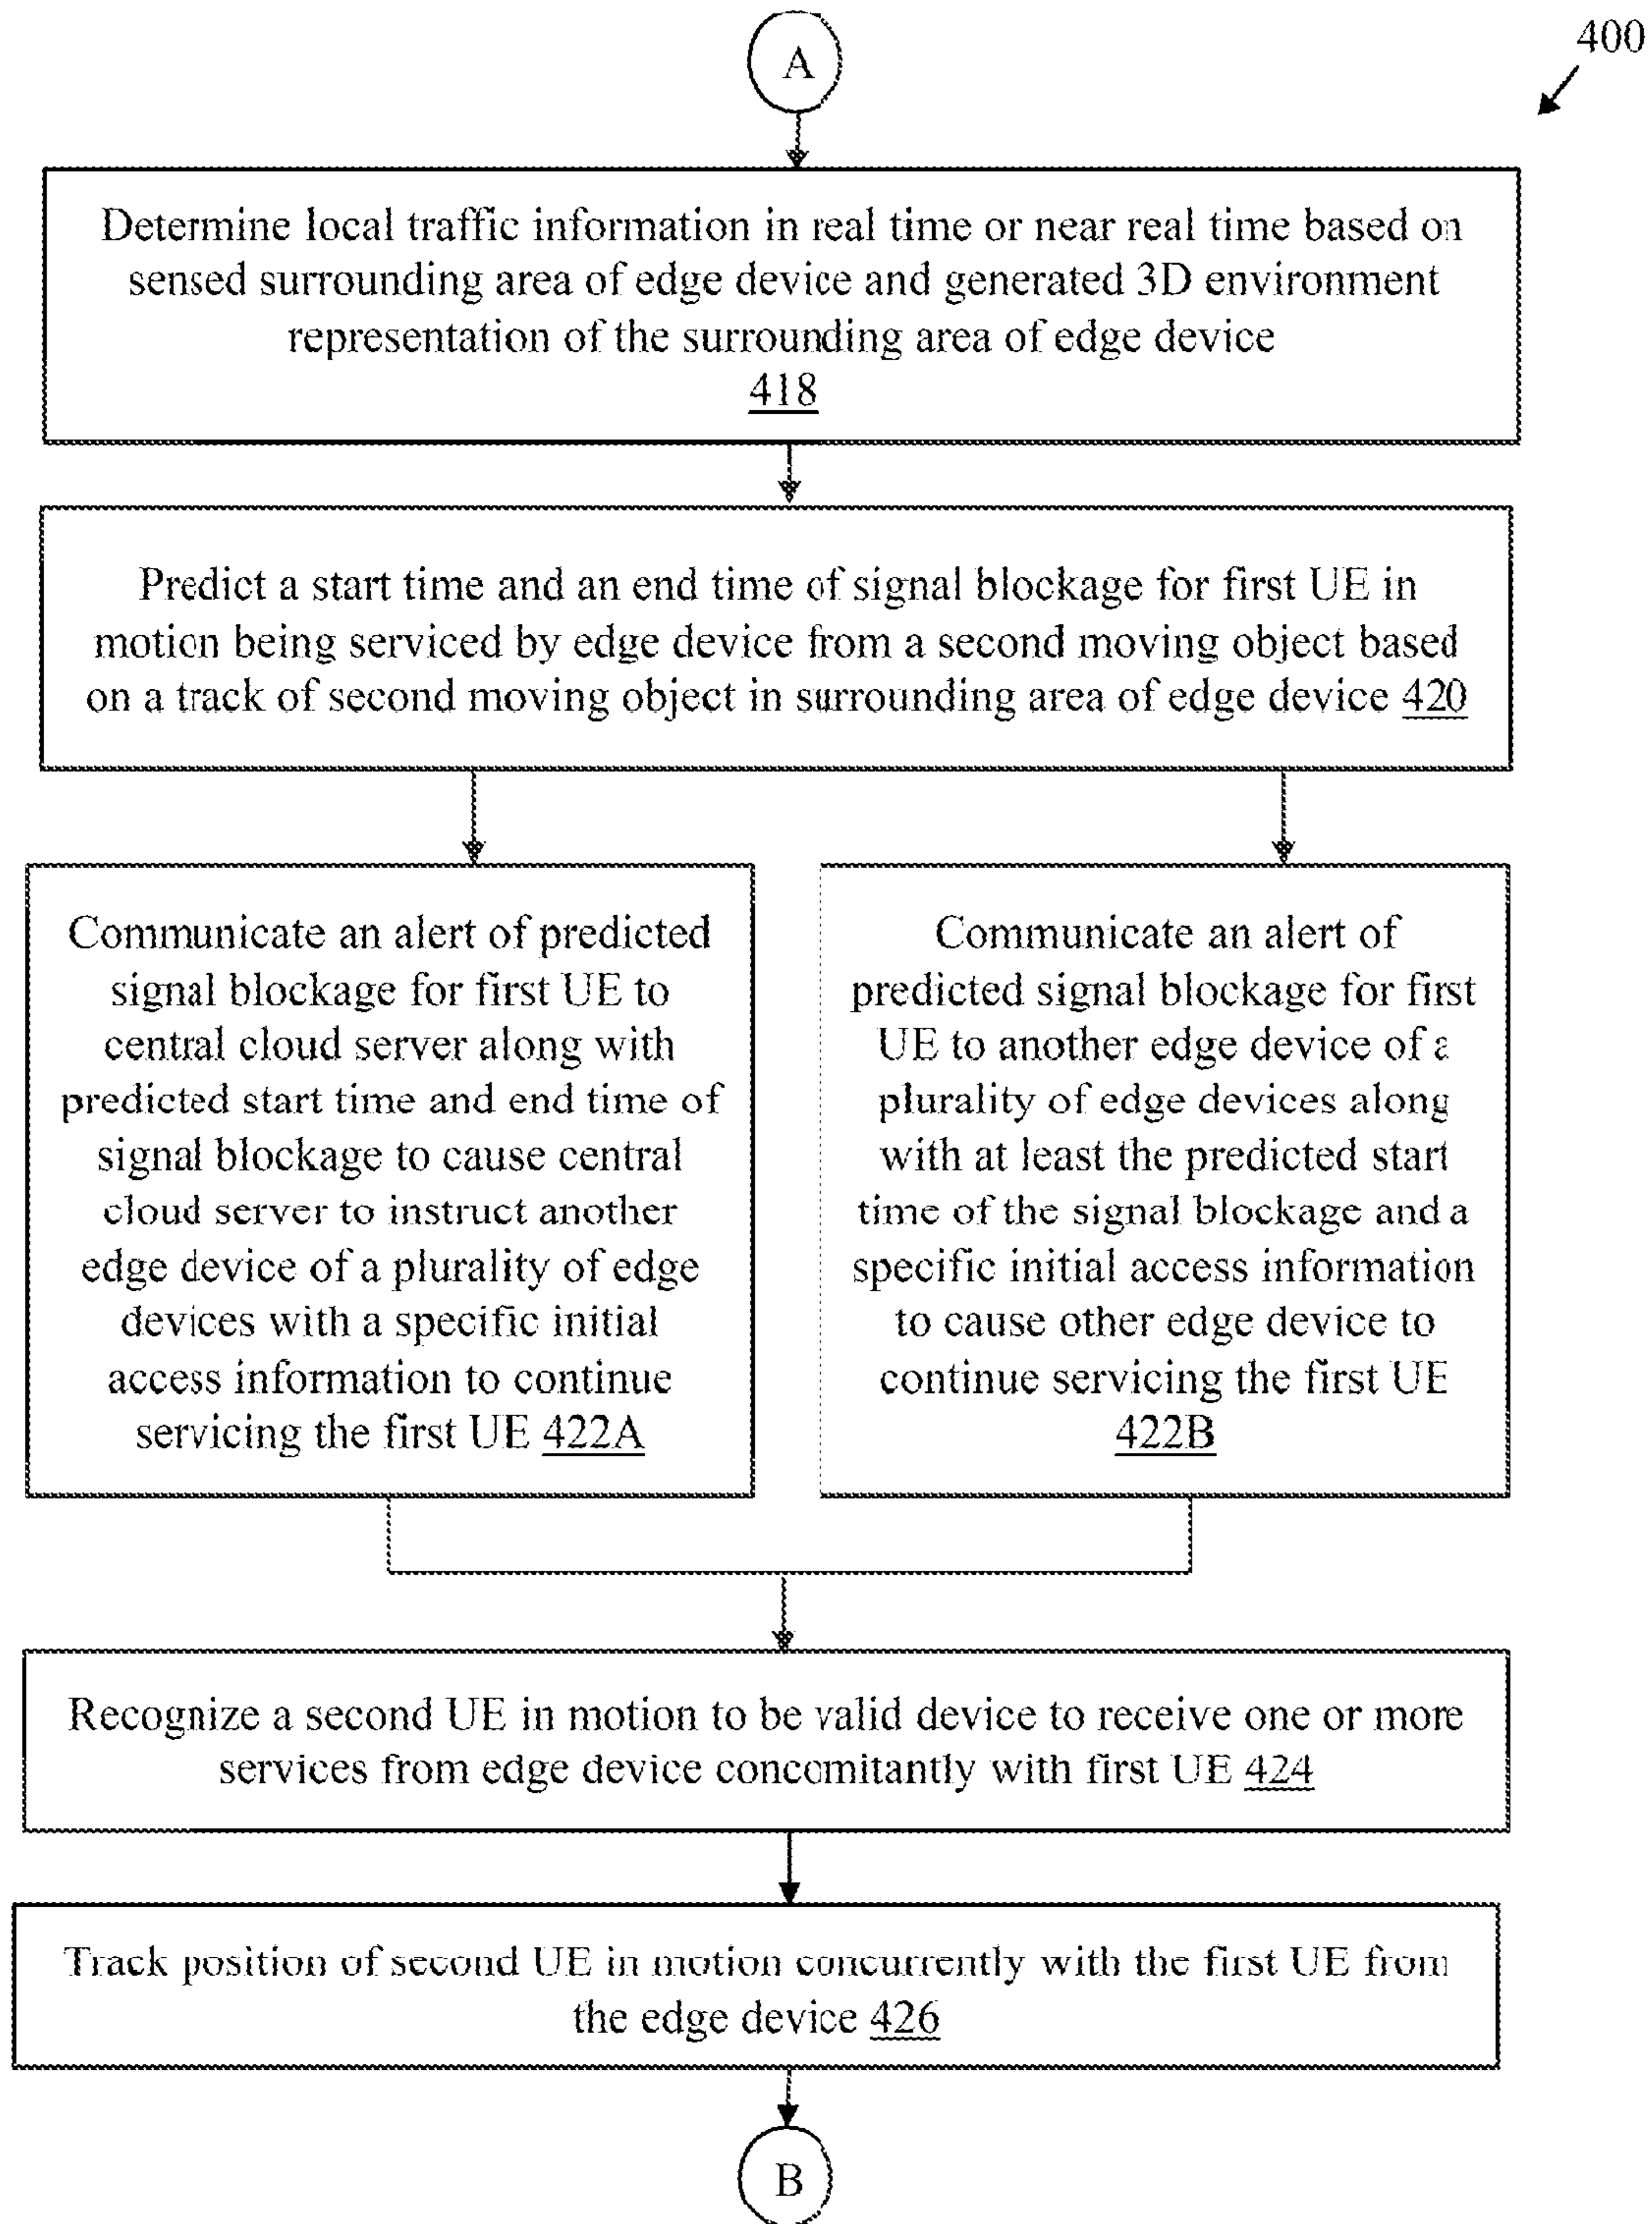 A
400
Determine local traffic information in real time or near real time based on
sensed surrounding area of edge device and generated 3D environment
representation of the surrounding area of edge device
418
Predict a start time and an end time of signal blockage for first UE in
motion being serviced by edge device from a second moving object based
on a track of second moving object in surrounding area of edge device 420
Communicate an alert of predicted
signal blockage for first UE to
central cloud server along with
predicted start time and end time of
signal blockage to cause central
cloud server to instruct another
edge device of a plurality of edge
devices with a specific initial
access information to continue
servicing the first UE 422A
Communicate an alert of
predicted signal blockage for first
UE to another edge device of a
plurality of edge devices along
with at least the predicted start
time of the signal blockage and a
specific initial access information
to cause other edge device to
continue servicing the first UE
422B
Recognize a second UE in motion to be valid device to receive one or more
services from edge device concomitantly with first UE 424
Track position of second UE in motion concurrently with the first UE from
the edge device 426
B